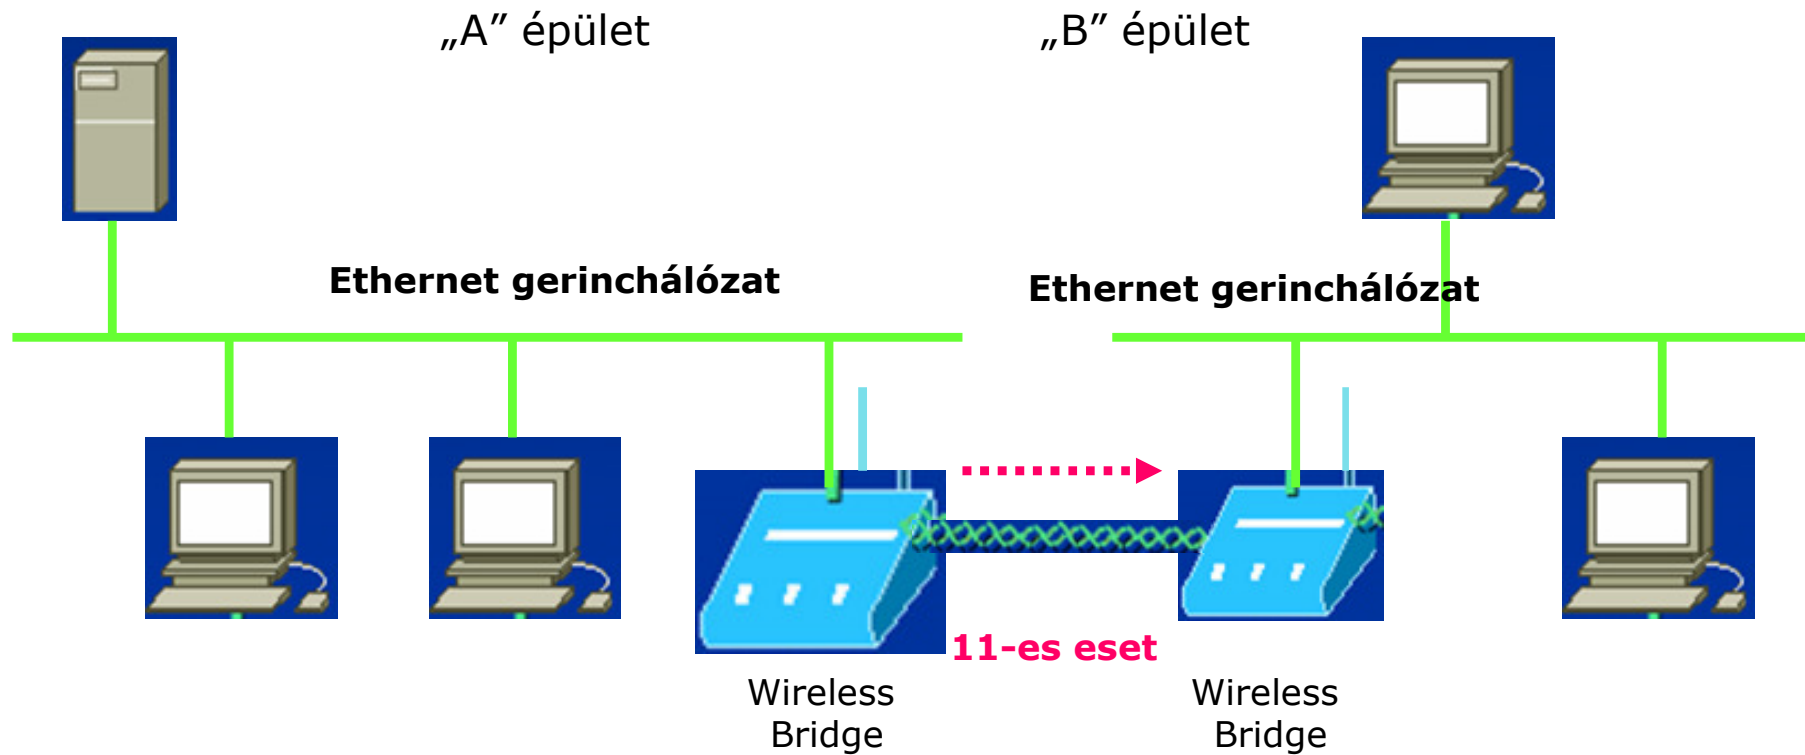 „A” épület
„B” épület
Ethernet gerinchálózat
Ethernet gerinchálózat
11-es eset
Wireless
Bridge
Wireless
Bridge